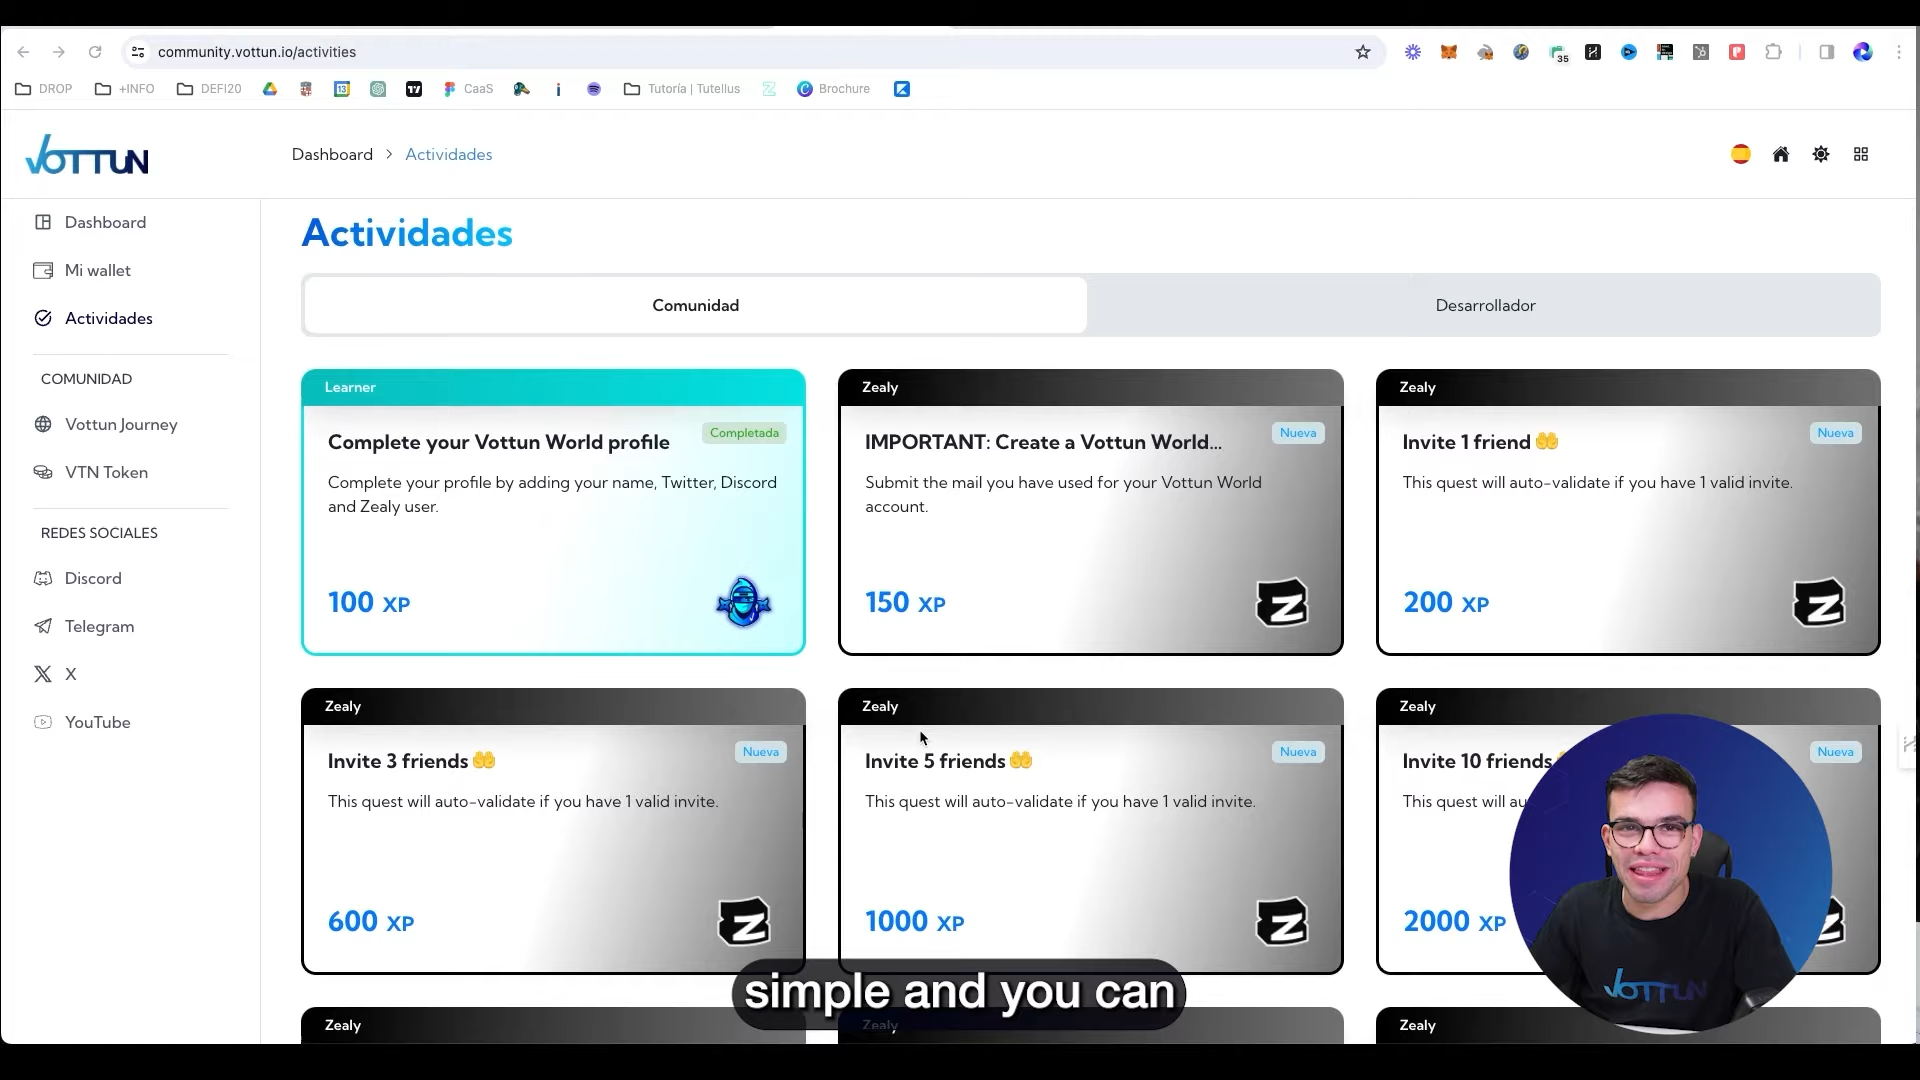 community.vottun.io/activities
35
DROP
+INFO
DEFI20
13
CaaS
i
Tutoría | Tutellus
Brochure
VOTTUN
Dashboard > Actividades
Dashboard
Mi wallet
Actividades
COMUNIDAD
Vottun Journey
VTN Token
REDES SOCIALES
Discord
Telegram
X
YouTube
Actividades
Comunidad
Desarrollador
Learner
Complete your Vottun World profile
Completada
Complete your profile by adding your name, Twitter, Discord
and Zealy user.
100 XP
Zealy
IMPORTANT: Create a Vottun World...
Nueva
Submit the mail you have used for your Vottun World
account.
150 XP
Zealy
Invite 1 friend 🤲
Nueva
This quest will auto-validate if you have 1 valid invite.
200 XP
Zealy
Invite 3 friends 🤲
Nueva
This quest will auto-validate if you have 1 valid invite.
600 XP
Zealy
Invite 5 friends 🤲
Nueva
This quest will auto-validate if you have 1 valid invite.
1000 XP
Zealy
Invite 10 friends
Nueva
This quest will au
2000 XP
VOTTUN
simple and you can
Zealy
Zealy
Zealy